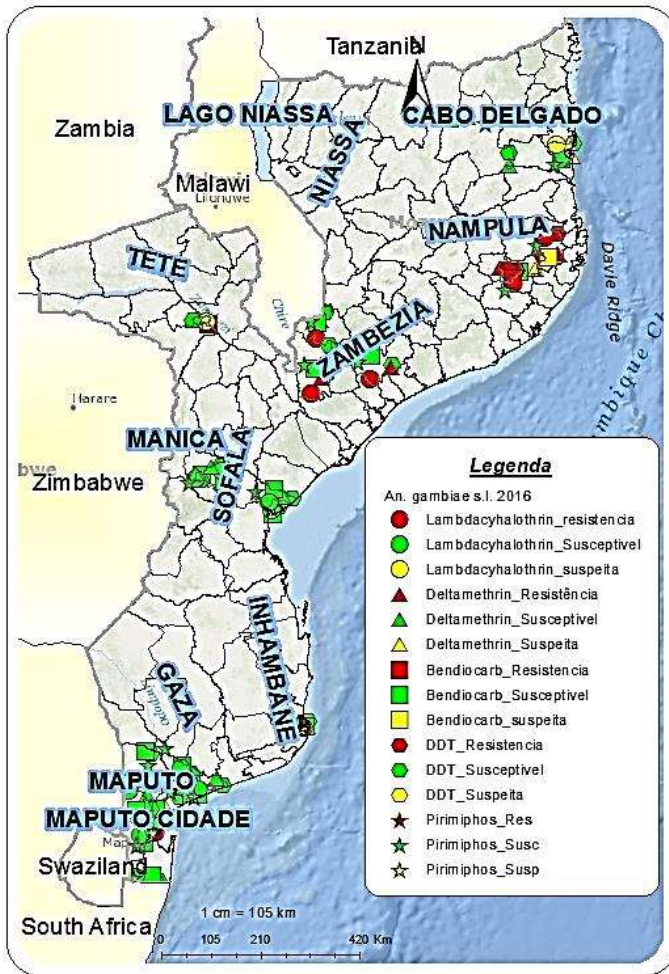 Tanzania
N
LAGO NIASSA
CABO DELGADO
Zambia
NIASSA
Malawi
Lilongwe
NAMPULA
TETE
Davie Ridge
Chire
ZAMBEZIA
Harare
MANICA
SOFALA
Zimbabwe
INHAMBANE
GAZA
MAPUTO
MAPUTO CIDADE
Swaziland
South Africa
1 cm = 105 km
0 105 210 420 Km
Legenda
An. gambiae s.l. 2016
Lambdacyhalothrin_resistencia
Lambdacyhalothrin_Susceptivel
Lambdacyhalothrin_suspeita
Deltamethrin_Resistência
Deltamethrin_Susceptivel
Deltamethrin_Suspeita
Bendiocarb_Resistencia
Bendiocarb_Susceptivel
Bendiocarb_suspeita
DDT_Resistencia
DDT_Susceptivel
DDT_Suspeita
Pirimiphos_Res
Pirimiphos_Susc
Pirimiphos_Susp